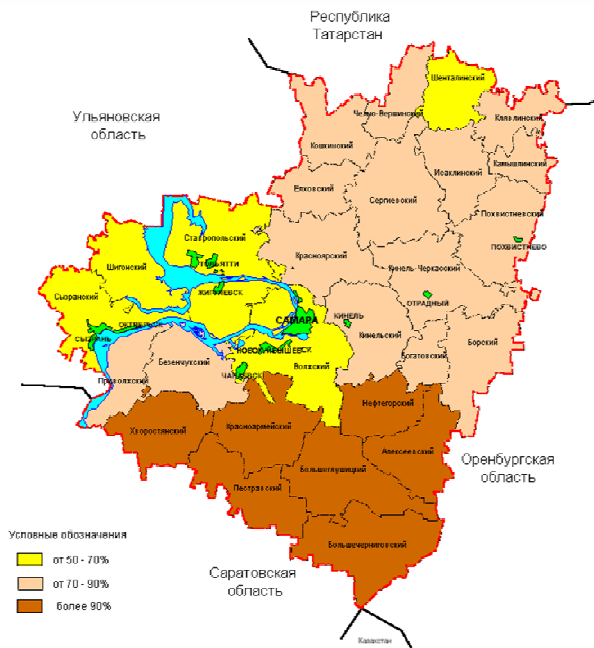 Республика
Татарстан
Ульяновская
область
Шенталинский
Челно-Вершинский
Клявлинский
Кошкинский
Камышлинский
Исаклинский
Елховский
Сергиевский
Похвистневский
Ставропольский
ПОХВИСТНЕВО
Красноярский
ТОЛЬЯТТИ
Шигонский
Кинель-Черкасский
Сызранский
ЖИГУЛЕВСК
ОТРАДНЫЙ
САМАРА
КИНЕЛЬ
ОКТЯБРЬСК
СЫЗРАНЬ
Кинельский
Борский
НОВОКУЙБЫШЕВСК
Богатовский
Безенчукский
Волжский
ЧАПАЕВСК
Приволжский
Нефтегорский
Хворостянский
Красноармейский
Алексеевский
Оренбургская
область
Большеглушицкий
Пестравский
Условные обозначения
Большечерниговский
от 50 - 70%
Саратовская
область
от 70 - 90%
более 90%
Казахстан